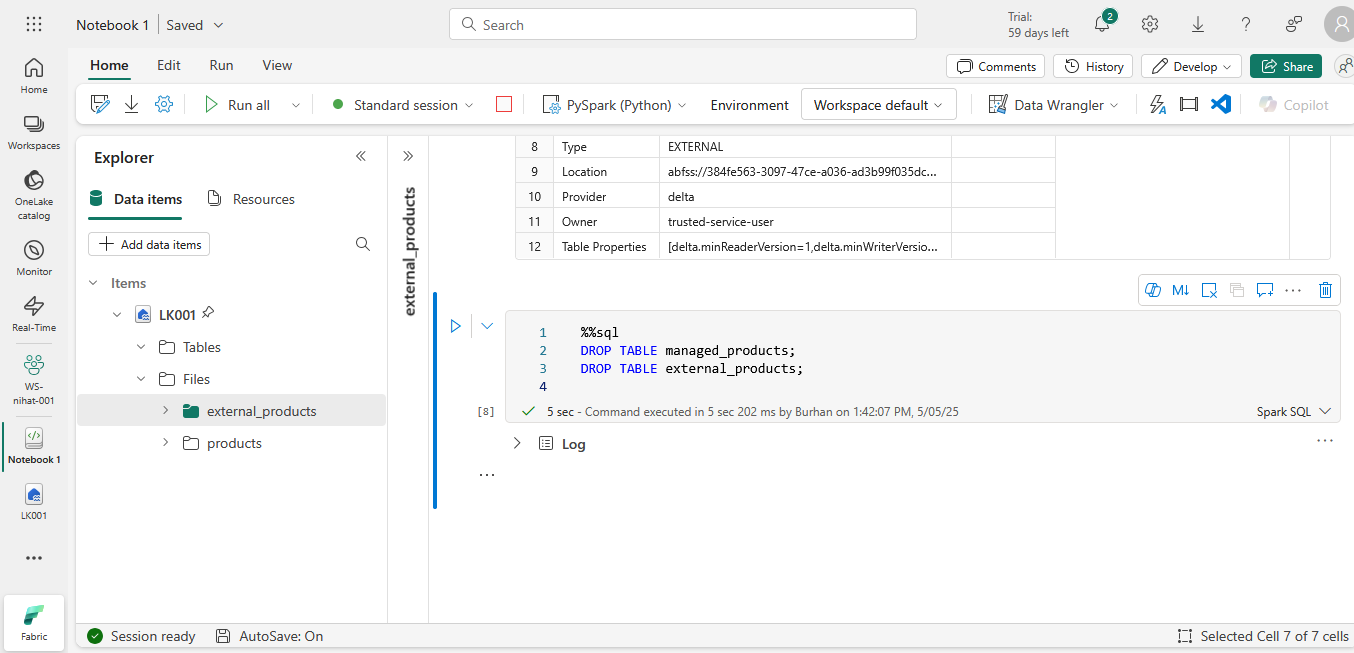 Notebook 1
Saved
Search
Trial:
59 days left
2
Home
Edit
Run
View
Comments
History
Develop
Share
Run all
Standard session
PySpark (Python)
Environment
Workspace default
Data Wrangler
Copilot
Home
Workspaces
OneLake
catalog
Monitor
Real-Time
WS-
nihat-001
Notebook 1
LK001
Fabric
Explorer
Data items
Resources
Add data items
Items
LK001
Tables
Files
external_products
products
external_products
8 Type EXTERNAL
9 Location abfss://384fe563-3097-47ce-a036-ad3b99f035dc...
10 Provider delta
11 Owner trusted-service-user
12 Table Properties [delta.minReaderVersion=1,delta.minWriterVersio...
M↓
1 %%sql
2 DROP TABLE managed_products;
3 DROP TABLE external_products;
4
[8]
5 sec - Command executed in 5 sec 202 ms by Burhan on 1:42:07 PM, 5/05/25
Spark SQL
Log
Session ready
AutoSave: On
Selected Cell 7 of 7 cells